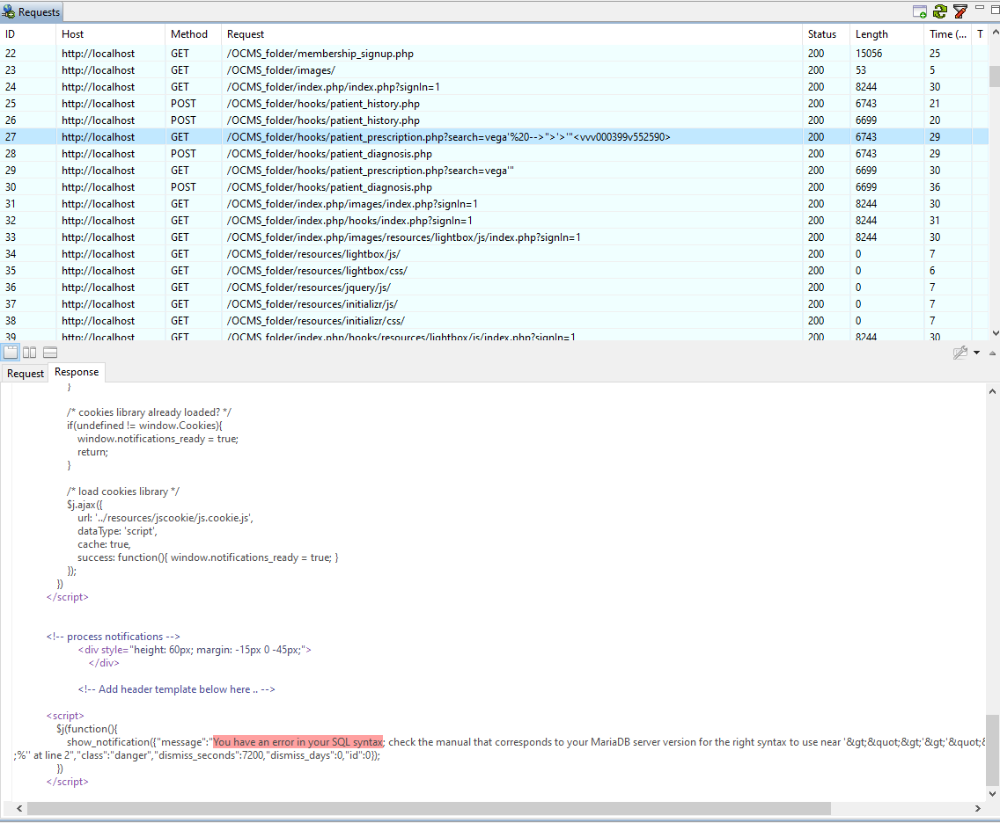 Requests
ID Host Method Request Status Length Time (... T
22 http://localhost GET /OCMS_folder/membership_signup.php 200 15056 25
23 http://localhost GET /OCMS_folder/images/ 200 53 5
24 http://localhost GET /OCMS_folder/index.php/index.php?signIn=1 200 8244 30
25 http://localhost POST /OCMS_folder/hooks/patient_history.php 200 6743 21
26 http://localhost POST /OCMS_folder/hooks/patient_history.php 200 6699 20
27 http://localhost GET /OCMS_folder/hooks/patient_prescription.php?search=vega'%20-->">'>'"<vvv000399v552590> 200 6743 29
28 http://localhost POST /OCMS_folder/hooks/patient_diagnosis.php 200 6743 29
29 http://localhost GET /OCMS_folder/hooks/patient_prescription.php?search=vega'" 200 6699 30
30 http://localhost POST /OCMS_folder/hooks/patient_diagnosis.php 200 6699 36
31 http://localhost GET /OCMS_folder/index.php/images/index.php?signIn=1 200 8244 30
32 http://localhost GET /OCMS_folder/index.php/hooks/index.php?signIn=1 200 8244 31
33 http://localhost GET /OCMS_folder/index.php/images/resources/lightbox/js/index.php?signIn=1 200 8244 30
34 http://localhost GET /OCMS_folder/resources/lightbox/js/ 200 0 7
35 http://localhost GET /OCMS_folder/resources/lightbox/css/ 200 0 6
36 http://localhost GET /OCMS_folder/resources/jquery/js/ 200 0 7
37 http://localhost GET /OCMS_folder/resources/initializr/js/ 200 0 7
38 http://localhost GET /OCMS_folder/resources/initializr/css/ 200 0 7
39 http://localhost GET /OCMS_folder/index.php/hooks/resources/lightbox/js/index.php?signIn=1 200 8244 30
Request Response
}
/* cookies library already loaded? */
if(undefined != window.Cookies){
window.notifications_ready = true;
return;
}
/* load cookies library */
$j.ajax({
url: '../resources/jscookie/js.cookie.js',
dataType: 'script',
cache: true,
success: function(){ window.notifications_ready = true; }
});
})
</script>
<!-- process notifications -->
<div style="height: 60px; margin: -15px 0 -45px;">
</div>
<!-- Add header template below here .. -->
<script>
$j(function(){
show_notification({"message":"You have an error in your SQL syntax; check the manual that corresponds to your MariaDB server version for the right syntax to use near '&gt;&quot;&gt;'&gt;'&quot;&
;%'' at line 2","class":"danger","dismiss_seconds":7200,"dismiss_days":0,"id":0});
})
</script>